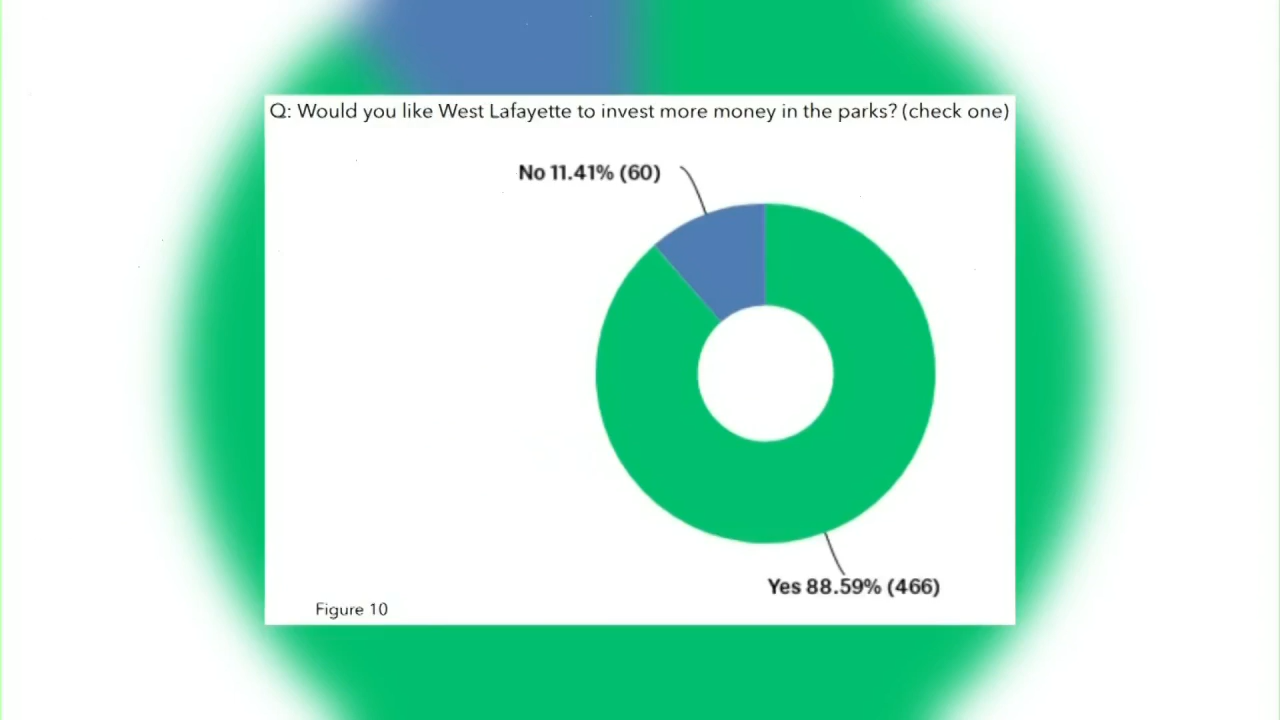 Q: Would you like West Lafayette to invest more money in the parks? (check one)
No 11.41% (60)
Yes 88.59% (466)
Figure 10